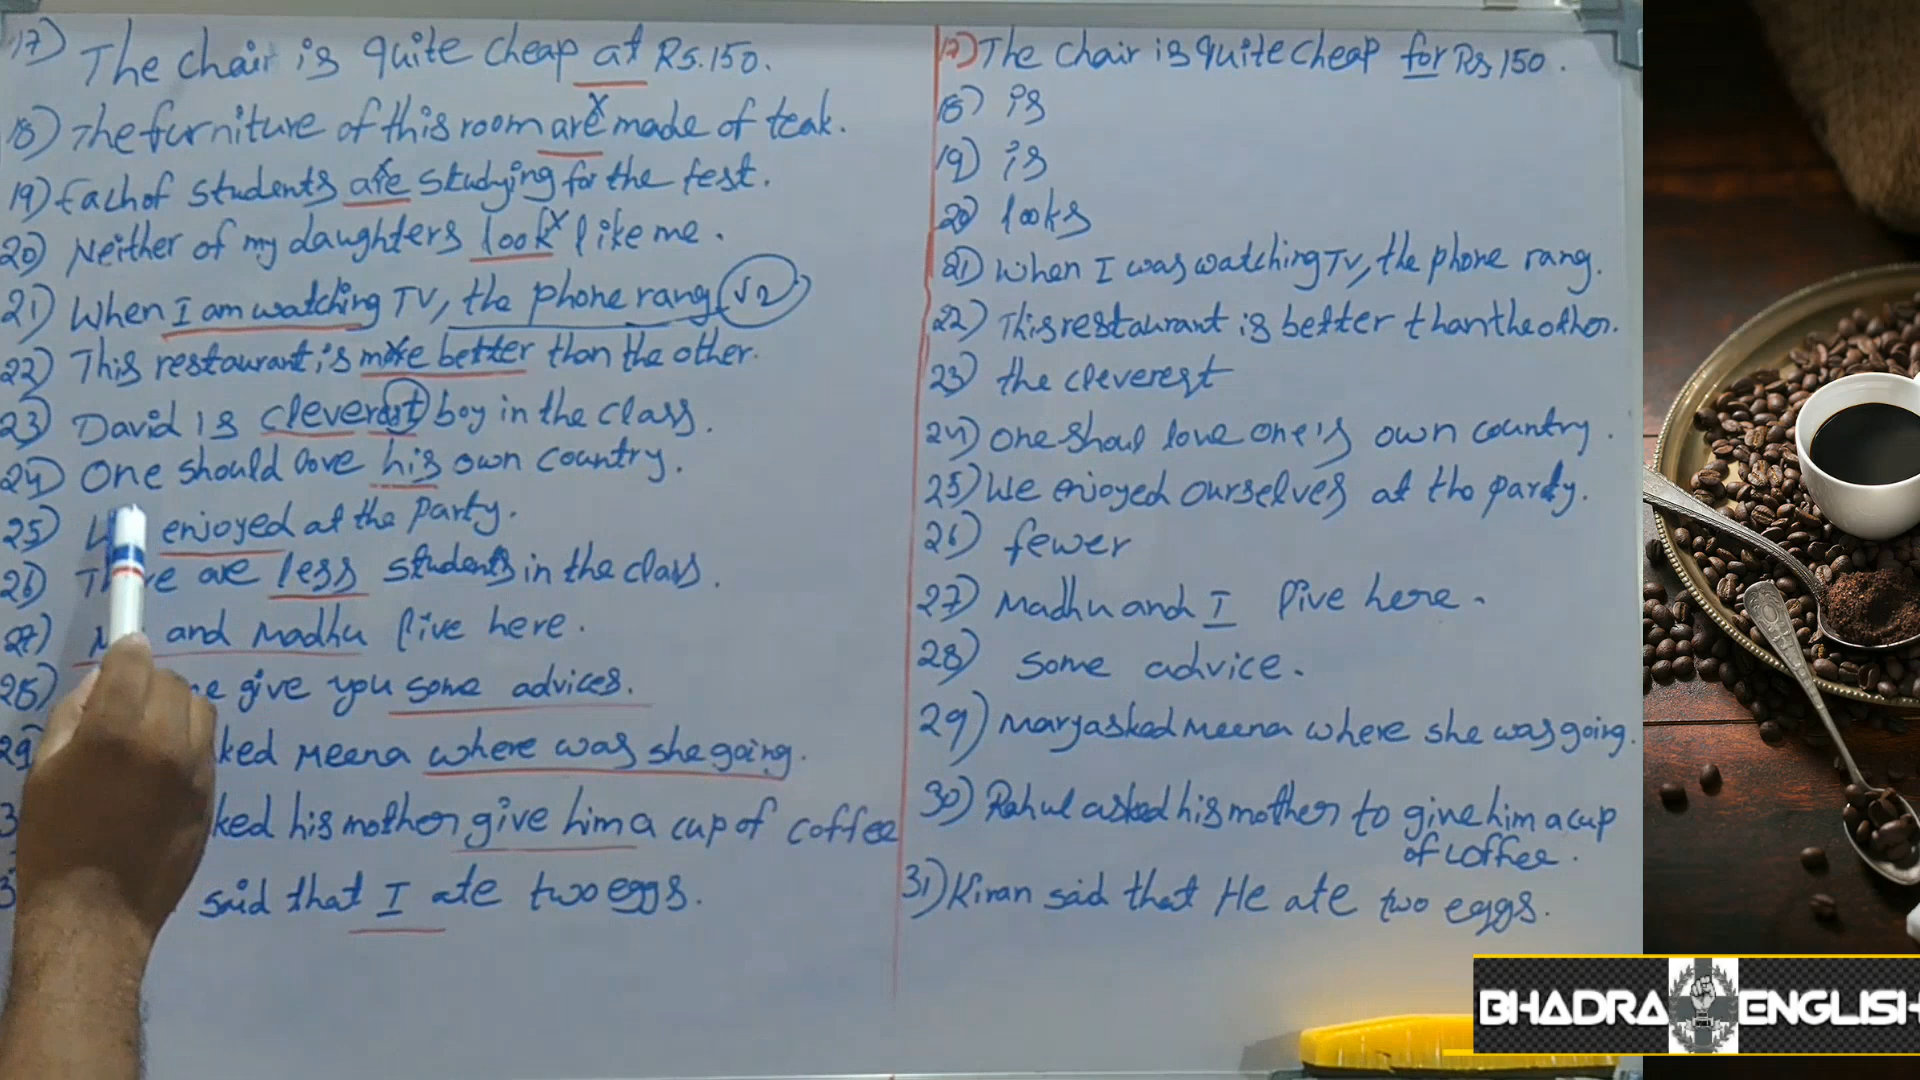 17) The chair is quite cheap at Rs.150.
18) The furniture of this room are made of teak.
19) Each of students are studying for the test.
20) Neither of my daughters look like me.
21) When I am watching TV, the phone rang. V2
22) This restaurant is more better than the other.
23) David is cleverest boy in the class.
24) One should love his own country.
25) enjoyed at the party.
26) are less students in the class.
27) and Madhu live here.
28) give you some advices.
29) Meena where was she going.
his mother give him a cup of coffee
said that I ate two eggs.
17) The chair is quite cheap for Rs 150.
18) is
19) is
20) looks
21) When I was watching TV, the phone rang.
22) This restaurant is better than the other.
23) the cleverest
24) One shoul love one's own country.
25) We enjoyed ourselves at the party.
26) fewer
27) Madhu and I live here.
28) some advice.
29) Mary asked Meena where she was going.
30) Rahul asked his mother to give him a cup
of coffee.
31) Kiran said that He ate two eggs.
BHADRA ENGLISH